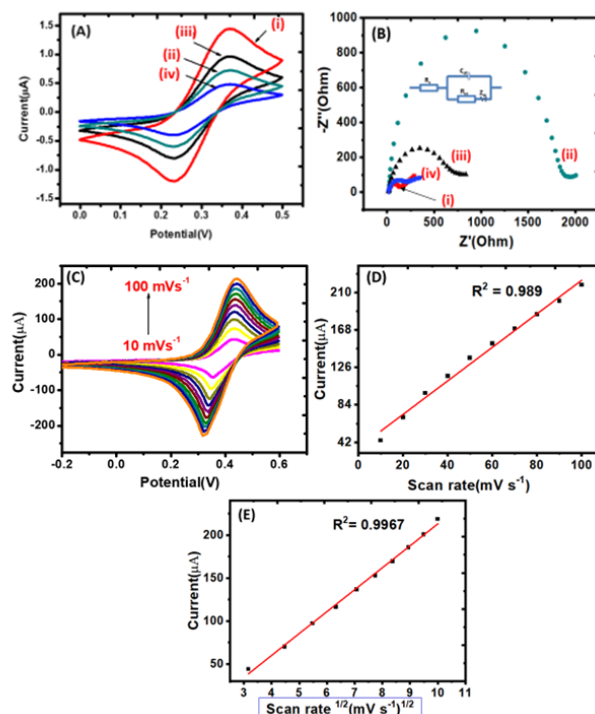 (A)
(i)
(iii)
(ii)
(iv)
Current(μA)
1.5
1.0
0.5
0.0
-0.5
-1.0
-1.5
0.0 0.1 0.2 0.3 0.4 0.5
Potential(V)
(B)
-Z''(Ohm)
1000
800
600
400
200
0
(iii)
(ii)
(iv)
(i)
0 500 1000 1500 2000
Z'(Ohm)
(C)
100 mVs⁻¹
10 mVs⁻¹
Current(μA)
200
100
0
-100
-200
-0.2 0.0 0.2 0.4 0.6
Potential(V)
(D)
R² = 0.989
Current(μA)
210
168
126
84
42
0 20 40 60 80 100
Scan rate(mV s⁻¹)
(E)
R²= 0.9967
Current(μA)
200
150
100
50
3 4 5 6 7 8 9 10 11
Scan rate ¹/²(mV s⁻¹)¹/²